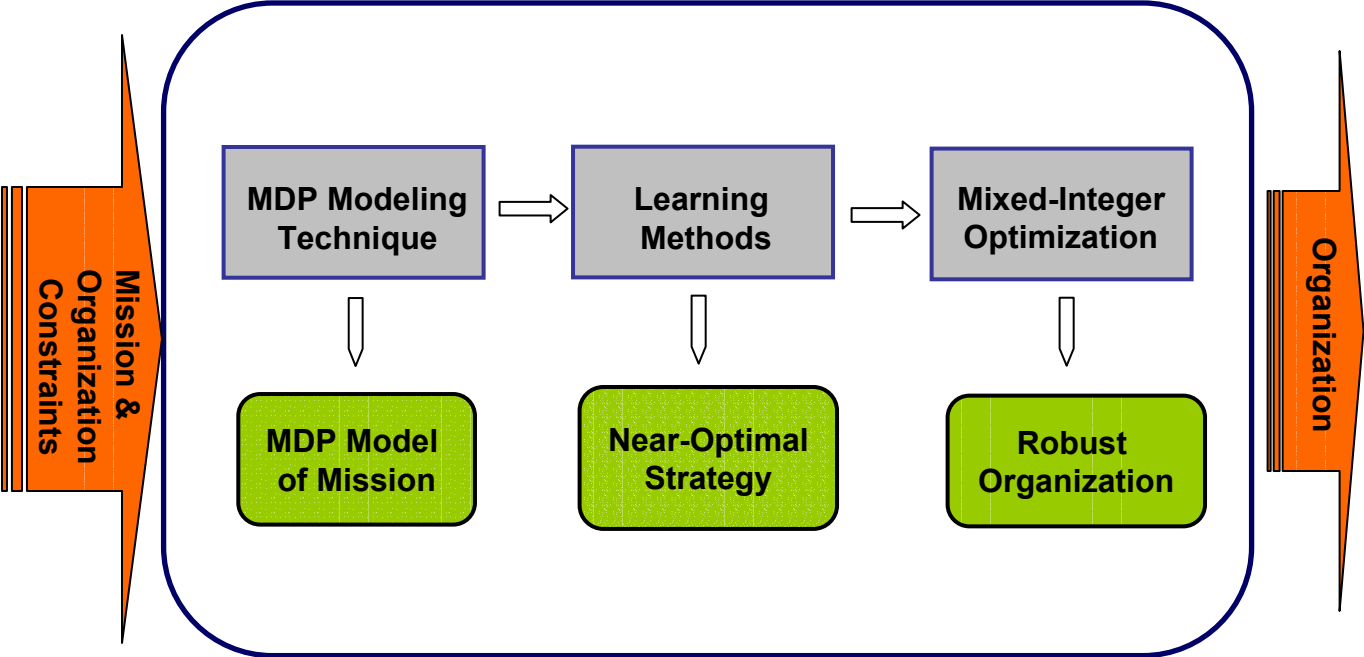 Mission &
Organization
Constraints
MDP Modeling
Technique
Learning
Methods
Mixed-Integer
Optimization
MDP Model
of Mission
Near-Optimal
Strategy
Robust
Organization
Organization